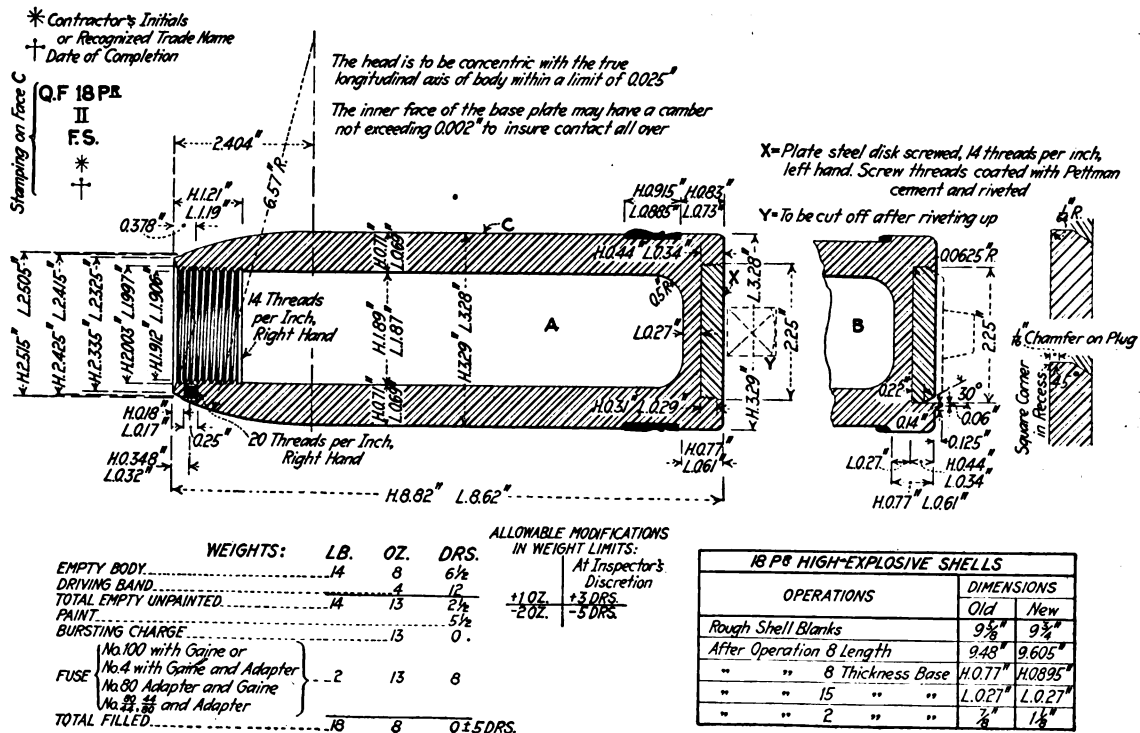 * Contractor's Initials
or Recognized Trade Name
† Date of Completion
Stamping on Face C
Q.F 18 PR
II
F.S.
*
†
The head is to be concentric with the true
longitudinal axis of body within a limit of 0.025"
The inner face of the base plate may have a camber
not exceeding 0.002" to insure contact all over
X=Plate steel disk screwed, 14 threads per inch,
left hand. Screw threads coated with Pettman
cement and riveted
Y=To be cut off after riveting up
2.404"
6.57" R.
H.1.21"
L.1.19"
0.378"
H.0.71"
L.0.69"
C
H.0.915"
L.0.885"
H.0.83"
L.0.73"
H.0.44" L.0.34"
0.5 R.
X
L.3.28"
H.3.29"
2.25"
Y
L.0.27"
H.0.31" L.0.29"
H.0.77"
L.0.61"
H.2.515" L.2.505"
H.2.425" L.2.415"
H.2.335" L.2.325"
H.2.003" L.1.997"
H.1.912" L.1.906"
14 Threads
per Inch,
Right Hand
H.1.89"
L.1.87"
H.3.29" L.3.28"
A
H.0.71"
L.0.69"
H.0.18"
L.0.17"
0.25"
20 Threads per Inch,
Right Hand
H.0.348"
L.0.32"
H.8.82" L.8.62"
B
0.0625 R
2.25"
0.22"
30°
0.06"
0.14"
0.125"
L.0.27"
H.0.44"
L.0.34"
H.0.77" L.0.61"
R.
Chamfer on Plug
Square Corner
in Recess
WEIGHTS: LB. OZ. DRS.
EMPTY BODY 14 8 6½
DRIVING BAND 4 12
TOTAL EMPTY UNPAINTED 14 13 2½
PAINT 5½
BURSTING CHARGE 13 0
FUSE
No.100 with Gaine or
No.4 with Gaine and Adapter
No.80 Adapter and Gaine
No. 80/44, 44/80 and Adapter
2 13 8
TOTAL FILLED 18 8 0±5 DRS.
ALLOWABLE MODIFICATIONS
IN WEIGHT LIMITS:
At Inspector's
Discretion
+1 OZ. +3 DRS.
-2 OZ. -5 DRS.
18 PR HIGH-EXPLOSIVE SHELLS
OPERATIONS DIMENSIONS
Old New
Rough Shell Blanks 9⅝" 9¾"
After Operation 8 Length 9.48" 9.605"
" " 8 Thickness Base H.0.77" H.0895"
" " 15 " " L.0.27" L.0.27"
" " 2 " " ⅞" 1⅛"